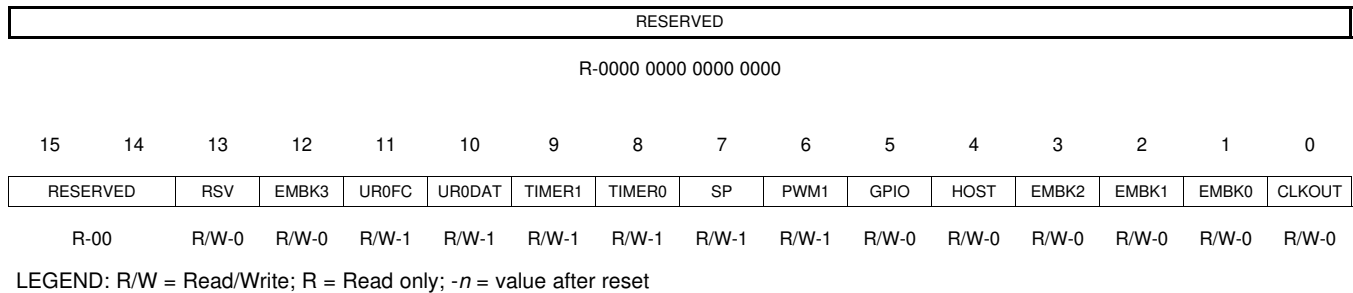 RESERVED
R-0000 0000 0000 0000
15 14 13 12 11 10 9 8 7 6 5 4 3 2 1 0
RESERVED RSV EMBK3 UR0FC UR0DAT TIMER1 TIMER0 SP PWM1 GPIO HOST EMBK2 EMBK1 EMBK0 CLKOUT
R-00 R/W-0 R/W-0 R/W-1 R/W-1 R/W-1 R/W-1 R/W-1 R/W-1 R/W-0 R/W-0 R/W-0 R/W-0 R/W-0 R/W-0
LEGEND: R/W = Read/Write; R = Read only; -n = value after reset